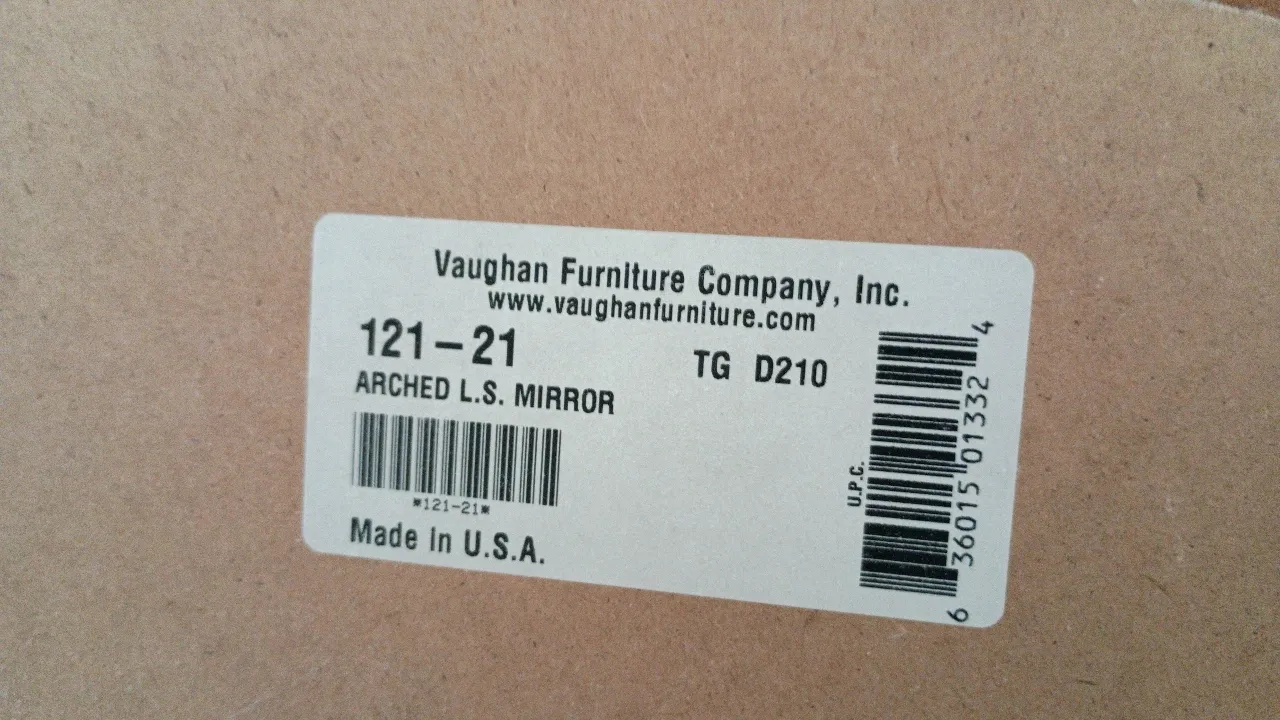 Vaughan Furniture Company, Inc.
www.vaughanfurniture.com
121-21
TG D210
ARCHED L.S. MIRROR
*121-21*
Made in U.S.A.
U.P.C.
6 36015 01332 4